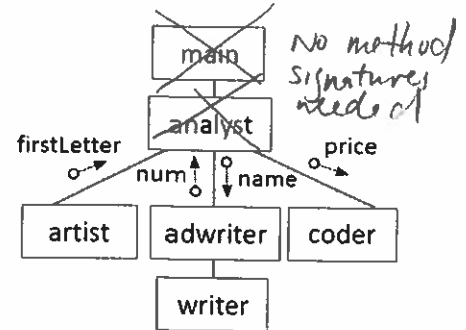 main
No method
signatures
needed
analyst
firstLetter
num
name
price
artist
adwriter
coder
writer